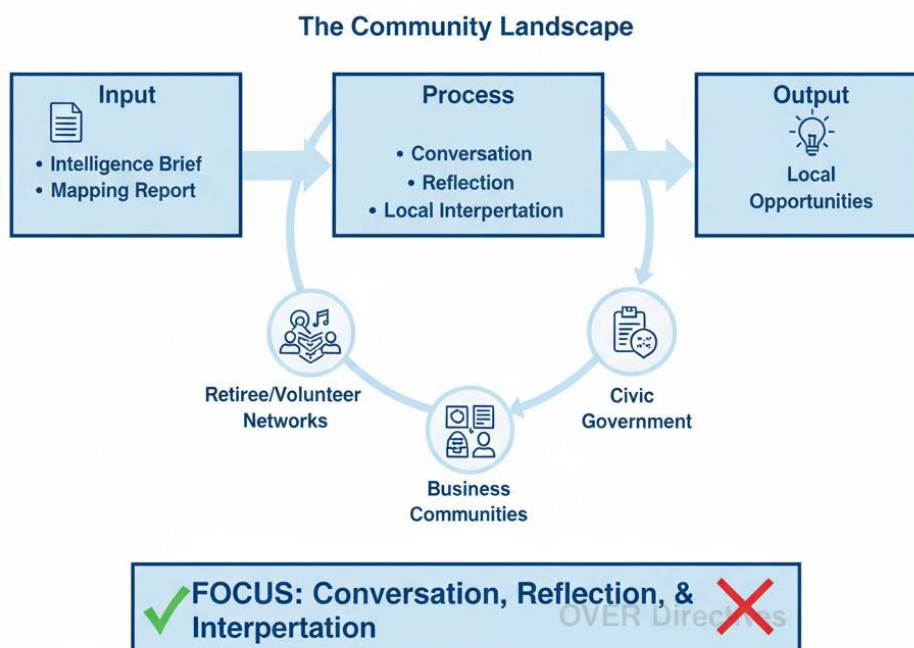 The Community Landscape
Input
• Intelligence Brief
• Mapping Report
Process
• Conversation
• Reflection
• Local Interpertation
Output
Local
Opportunities
Retiree/Volunteer
Networks
Civic
Government
Business
Communities
FOCUS: Conversation, Reflection, &
Interpertation
OVER Directives